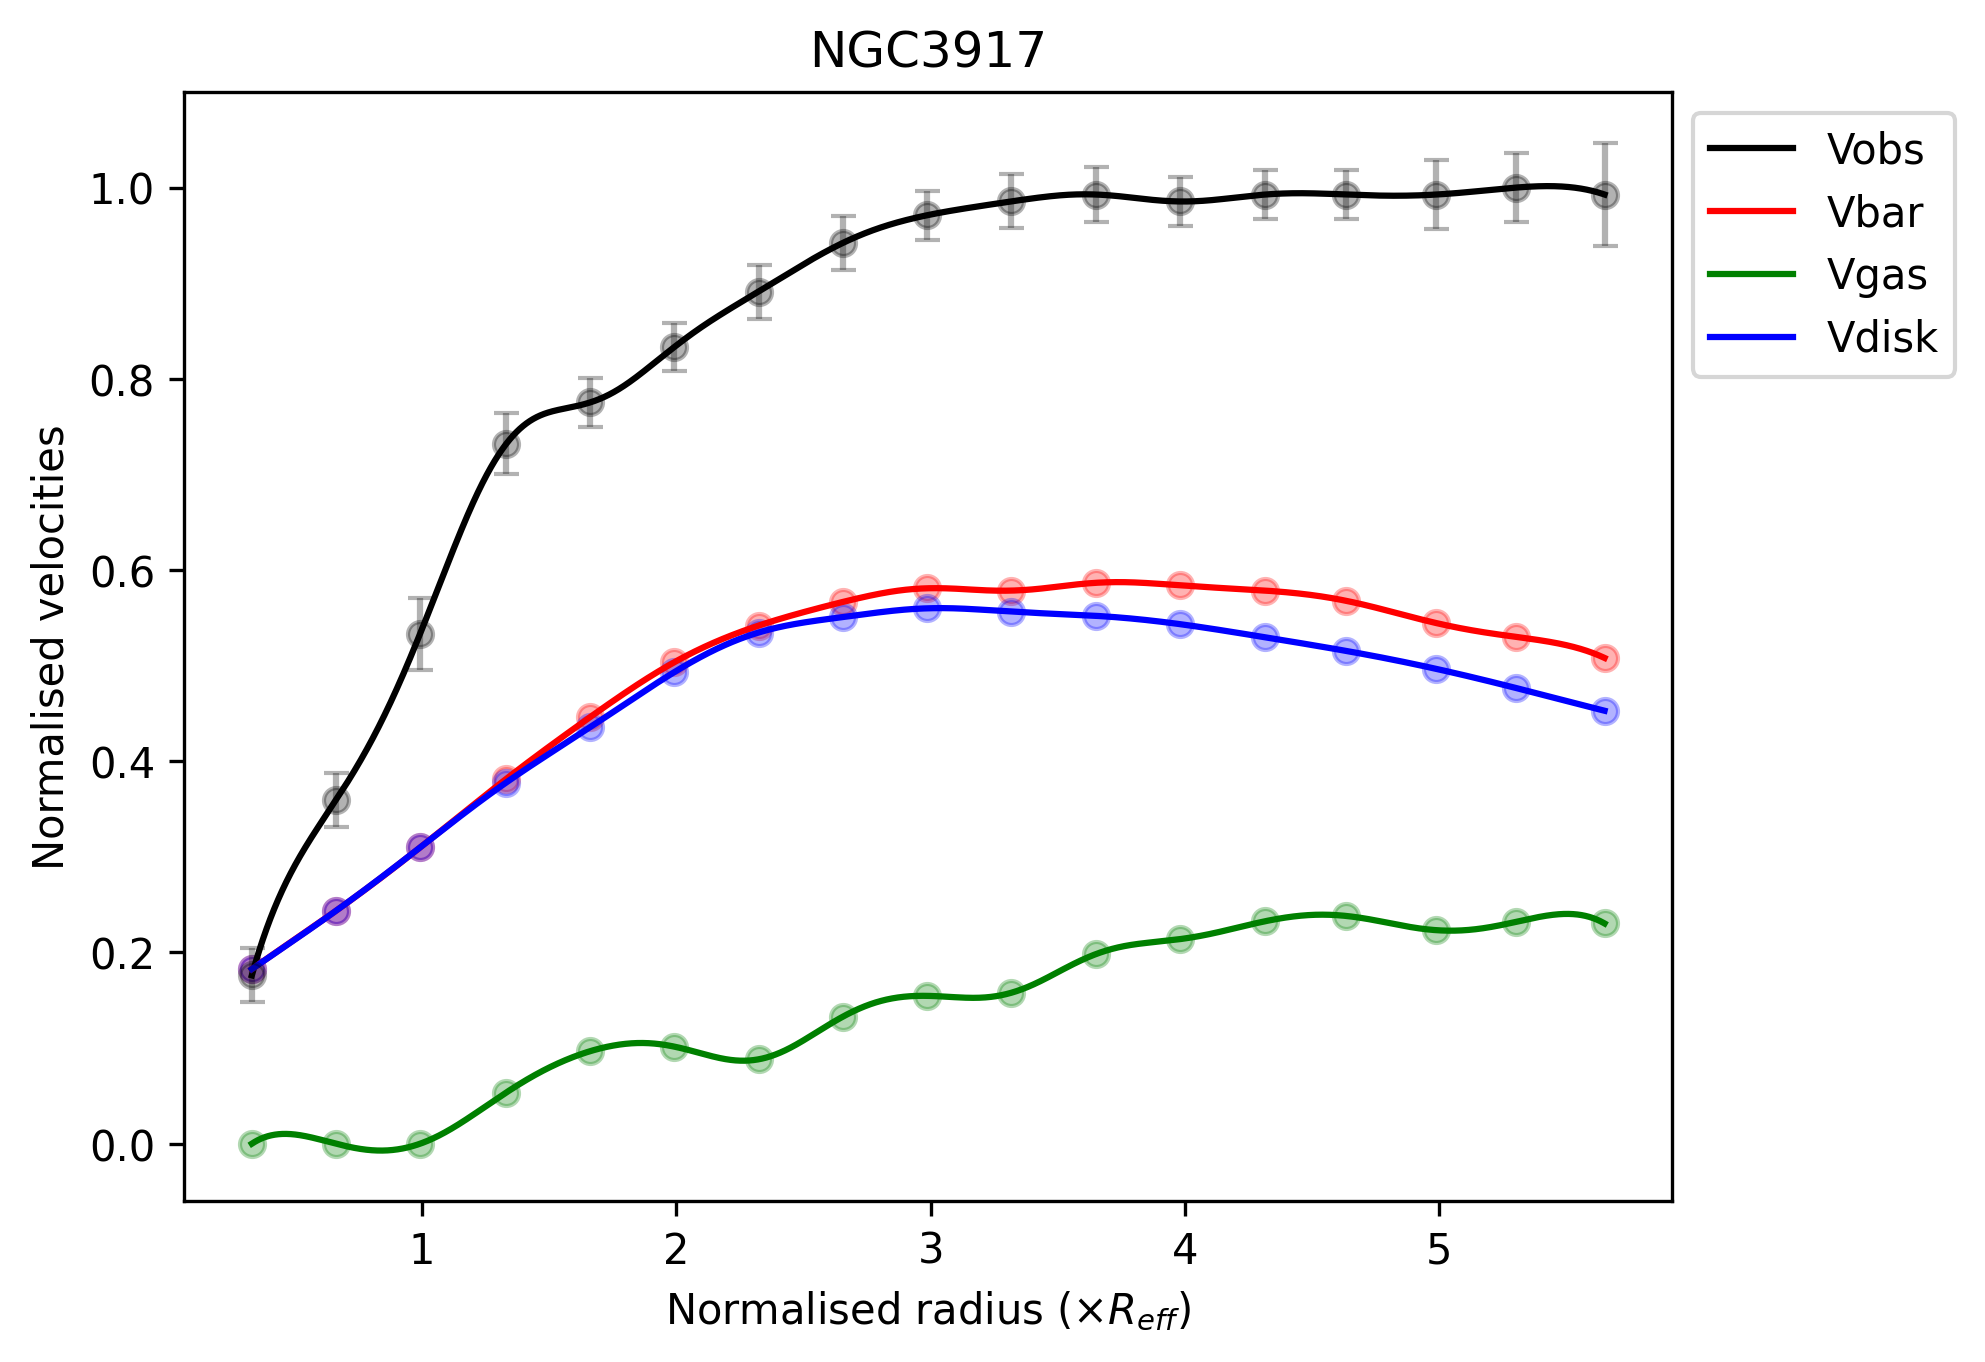 NGC3917
Normalised velocities
1.0
0.8
0.6
0.4
0.2
0.0
1 2 3 4 5
Normalised radius (×R_eff)
Vobs
Vbar
Vgas
Vdisk